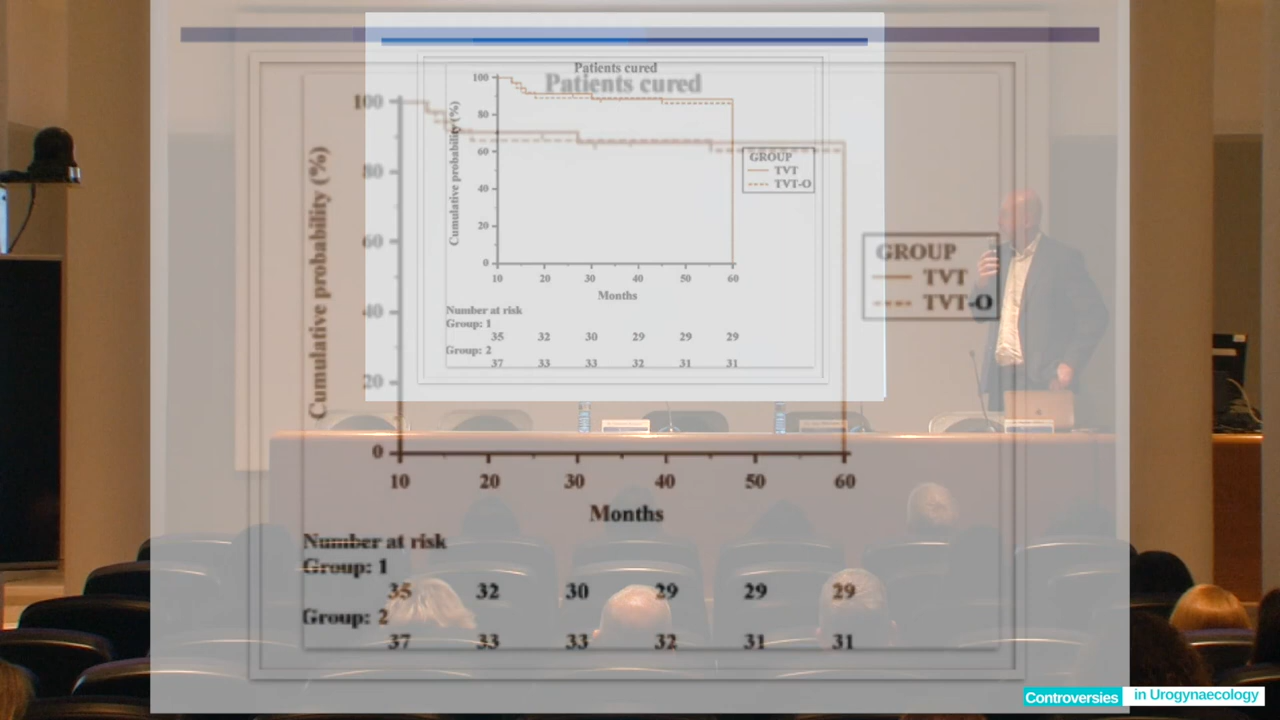 Patients cured
100
80
60
40
20
0
Cumulative probability (%)
10 20 30 40 50 60
Months
GROUP
TVT
TVT-O
Number at risk
Group: 1
35 32 30 29 29 29
Group: 2
37 33 33 32 31 31
Patients cured
100
80
60
40
20
0
Cumulative probability (%)
10 20 30 40 50 60
Months
GROUP
TVT
TVT-O
Number at risk
Group: 1
35 32 30 29 29 29
Group: 2
37 33 33 32 31 31
Controversies in Urogynaecology